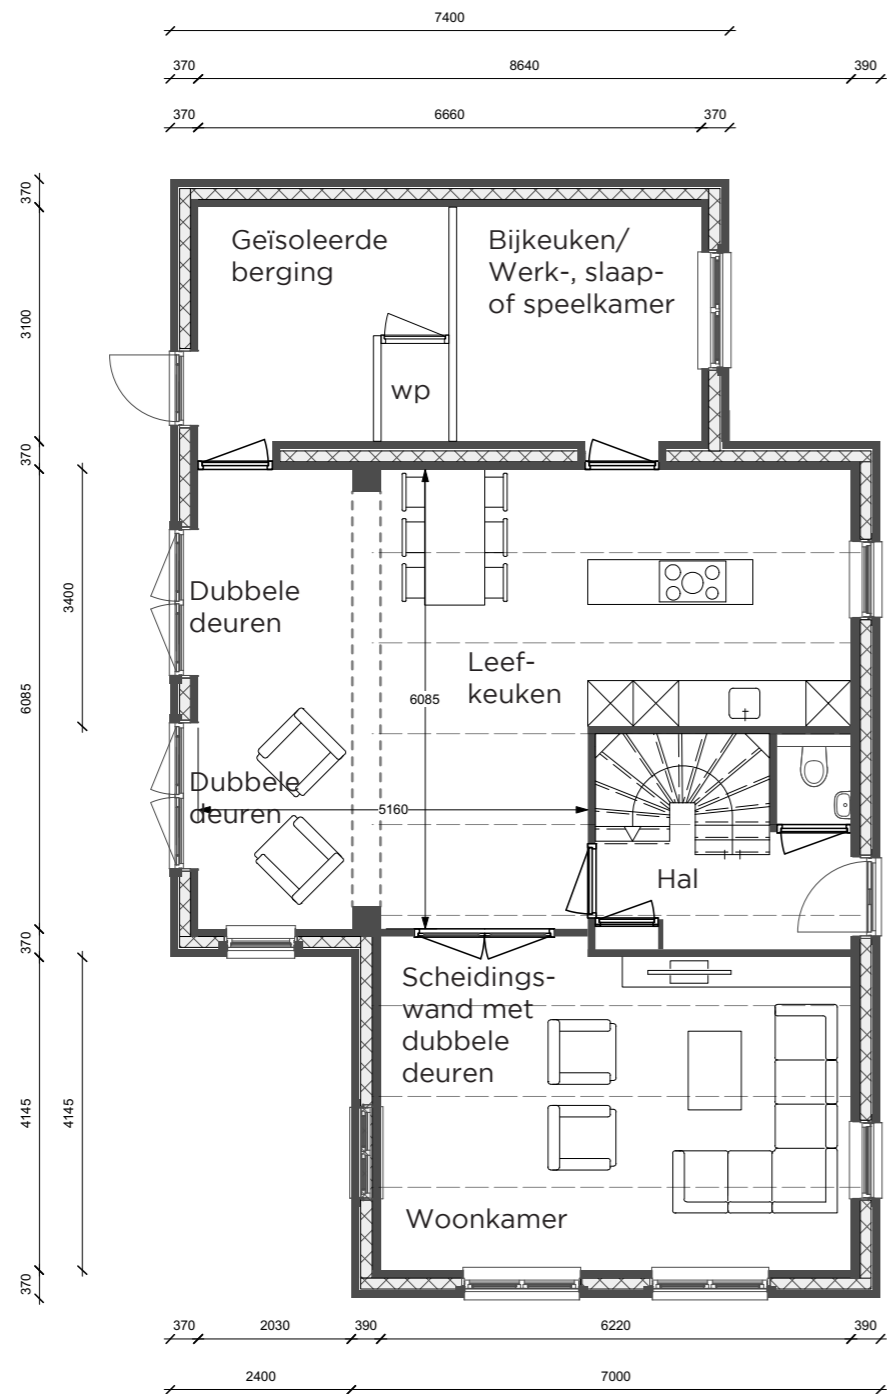 7400
370 8640 390
370 6660 370
370
3100
370
3400
6085
370
4145
4145
370
Geïsoleerde
berging
Bijkeuken/
Werk-, slaap-
of speelkamer
wp
Dubbele
deuren
Leef-
keuken
6085
Dubbele
deuren
5160
Hal
Scheidings-
wand met
dubbele
deuren
Woonkamer
370 2030 390 6220 390
2400 7000